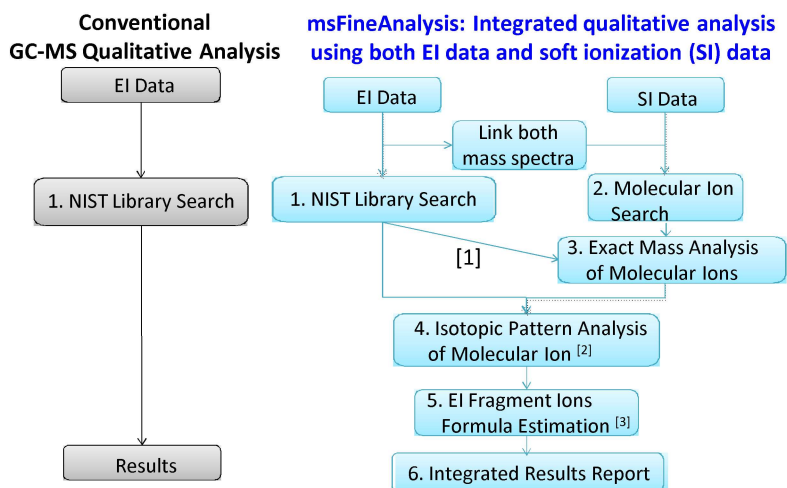 Conventional
GC-MS Qualitative Analysis
EI Data
1. NIST Library Search
Results
msFineAnalysis: Integrated qualitative analysis
using both EI data and soft ionization (SI) data
EI Data
SI Data
Link both
mass spectra
1. NIST Library Search
2. Molecular Ion
Search
[1]
3. Exact Mass Analysis
of Molecular Ions
4. Isotopic Pattern Analysis
of Molecular Ion [2]
5. EI Fragment Ions
Formula Estimation [3]
6. Integrated Results Report